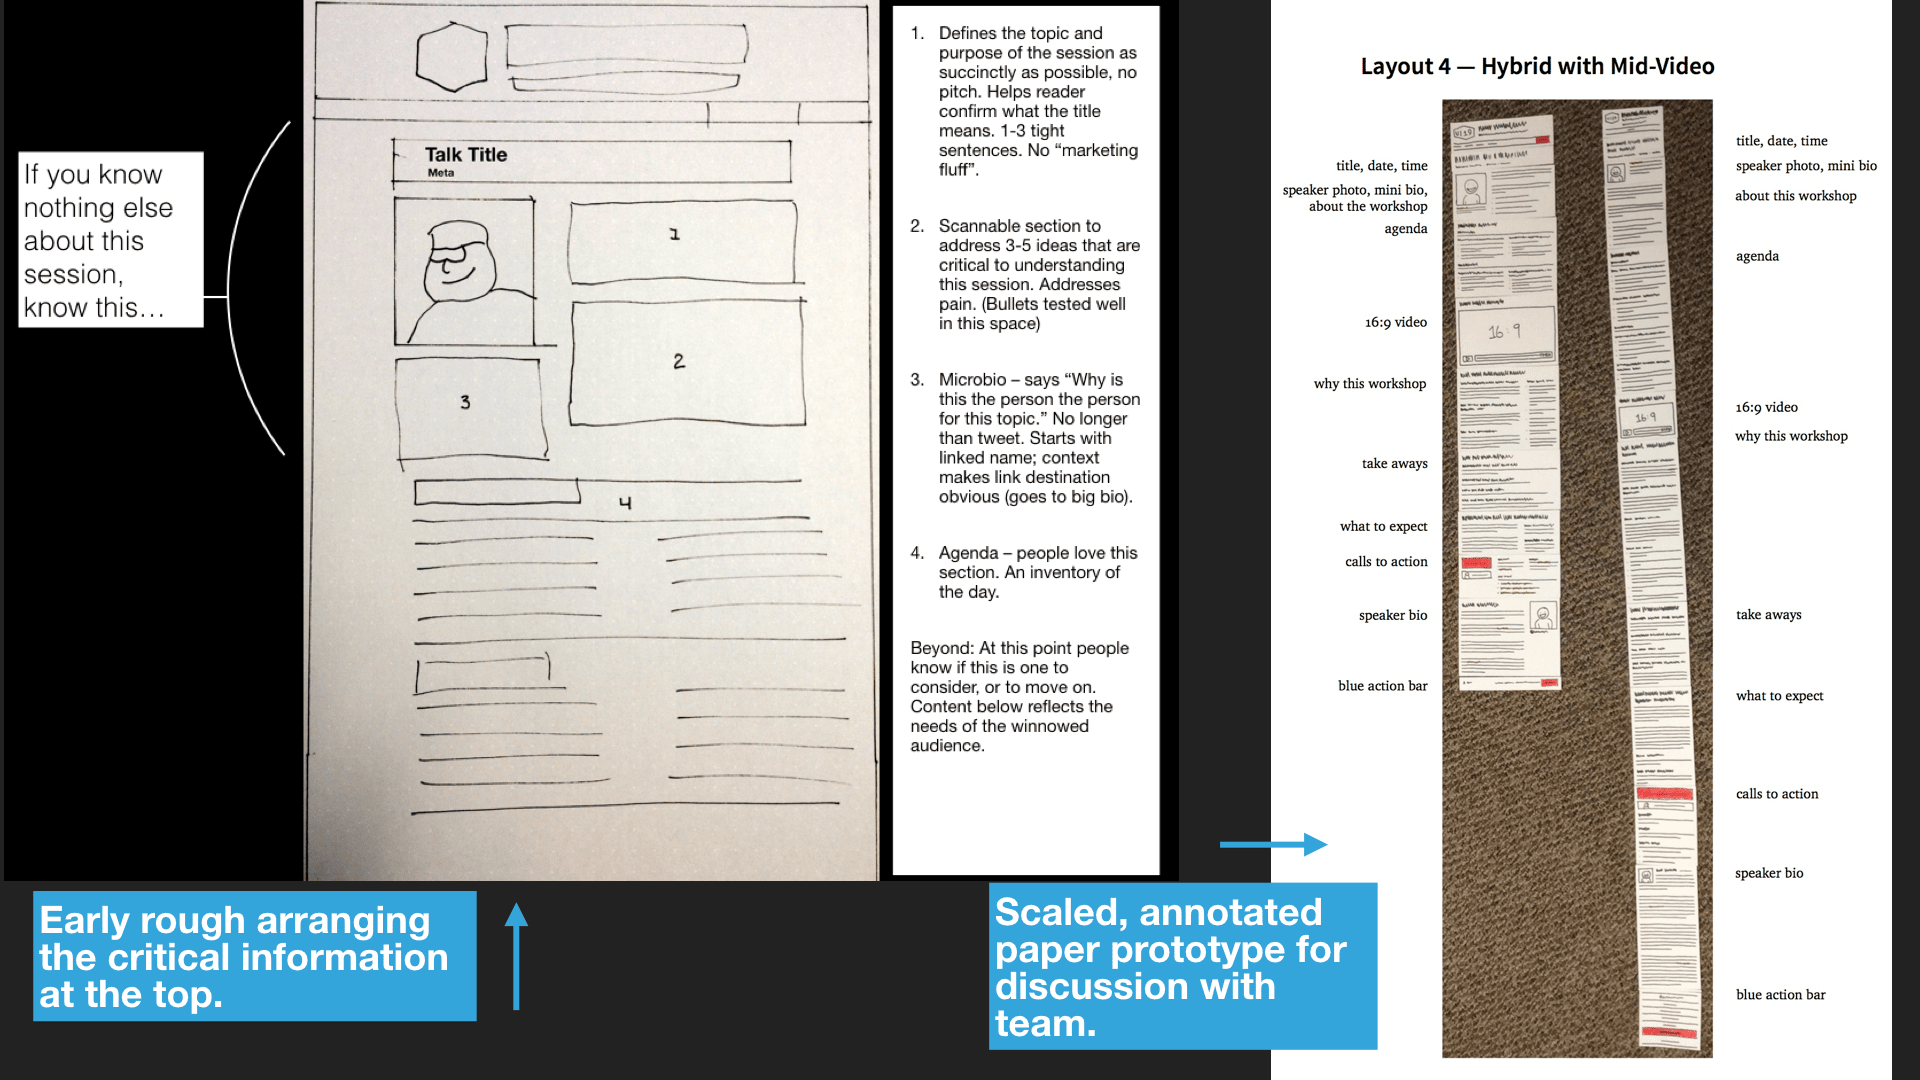 If you know
nothing else
about this
session,
know this…
Talk Title
Meta
1
2
3
4
1. Defines the topic and
purpose of the session as
succinctly as possible, no
pitch. Helps reader
confirm what the title
means. 1-3 tight
sentences. No “marketing
fluff”.
2. Scannable section to
address 3-5 ideas that are
critical to understanding
this session. Addresses
pain. (Bullets tested well
in this space)
3. Microbio – says “Why is
this the person the person
for this topic.” No longer
than tweet. Starts with
linked name; context
makes link destination
obvious (goes to big bio).
4. Agenda – people love this
section. An inventory of
the day.
Beyond: At this point people
know if this is one to
consider, or to move on.
Content below reflects the
needs of the winnowed
audience.
Early rough arranging
the critical information
at the top.
Scaled, annotated
paper prototype for
discussion with
team.
Layout 4 — Hybrid with Mid-Video
title, date, time
speaker photo, mini bio,
about the workshop
agenda
16:9 video
why this workshop
take aways
what to expect
calls to action
speaker bio
blue action bar
16:9
16:9
title, date, time
speaker photo, mini bio
about this workshop
agenda
16:9 video
why this workshop
take aways
what to expect
calls to action
speaker bio
blue action bar